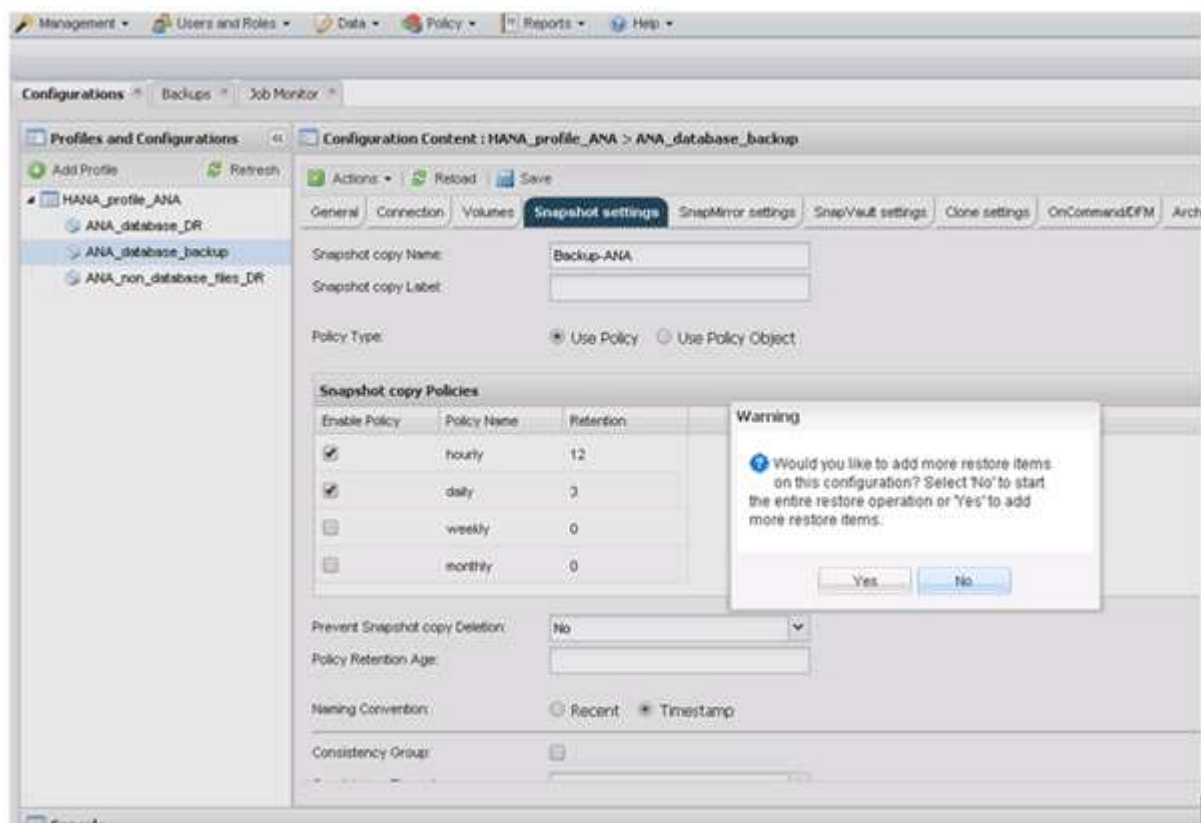 Management Users and Roles Data Policy Reports Help
Configurations Backups Job Monitor
Profiles and Configurations
Configuration Content : HANA_profile_ANA > ANA_database_backup
Add Profile Refresh
Actions Reload Save
HANA_profile_ANA
ANA_database_DR
ANA_database_backup
ANA_non_database_files_DR
General Connection Volumes Snapshot settings SnapMirror settings SnapVault settings Clone settings OnCommand/DFM Arch
Snapshot copy Name: Backup-ANA
Snapshot copy Label:
Policy Type: Use Policy Use Policy Object
Snapshot copy Policies
Enable Policy Policy Name Retention
hourly 12
daily 3
weekly 0
monthly 0
Warning
Would you like to add more restore items
on this configuration? Select 'No' to start
the entire restore operation or 'Yes' to add
more restore items.
Yes No
Prevent Snapshot copy Deletion: No
Policy Retention Age:
Naming Convention: Recent Timestamp
Consistency Group: